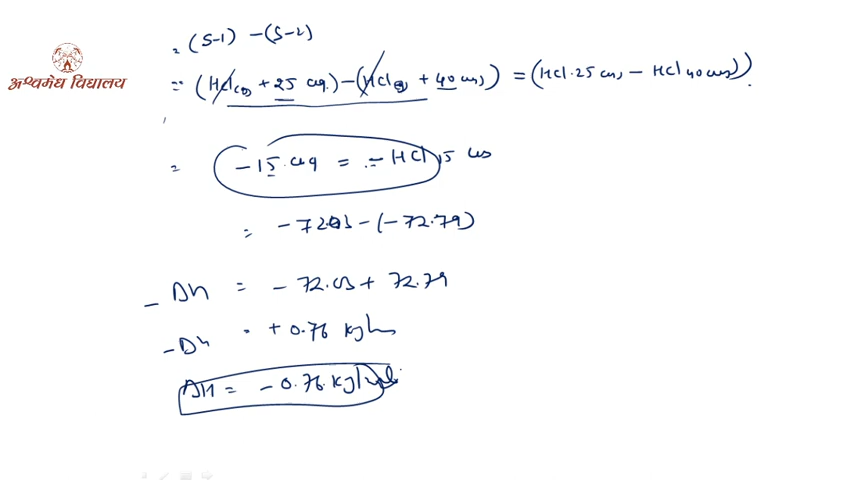 = (S-1) - (S-2)
अश्वमेध विद्यालय
= (HCl(g) + 25 aq.) - (HCl(g) + 40 aq) = (HCl·25 aq - HCl 40 aq)
= -15 aq = - HCl 15 aq
= -72.03 - (-72.79)
- ΔH = - 72.03 + 72.79
- ΔH = + 0.76 kJ/
ΔH = - 0.76 kJ/mol